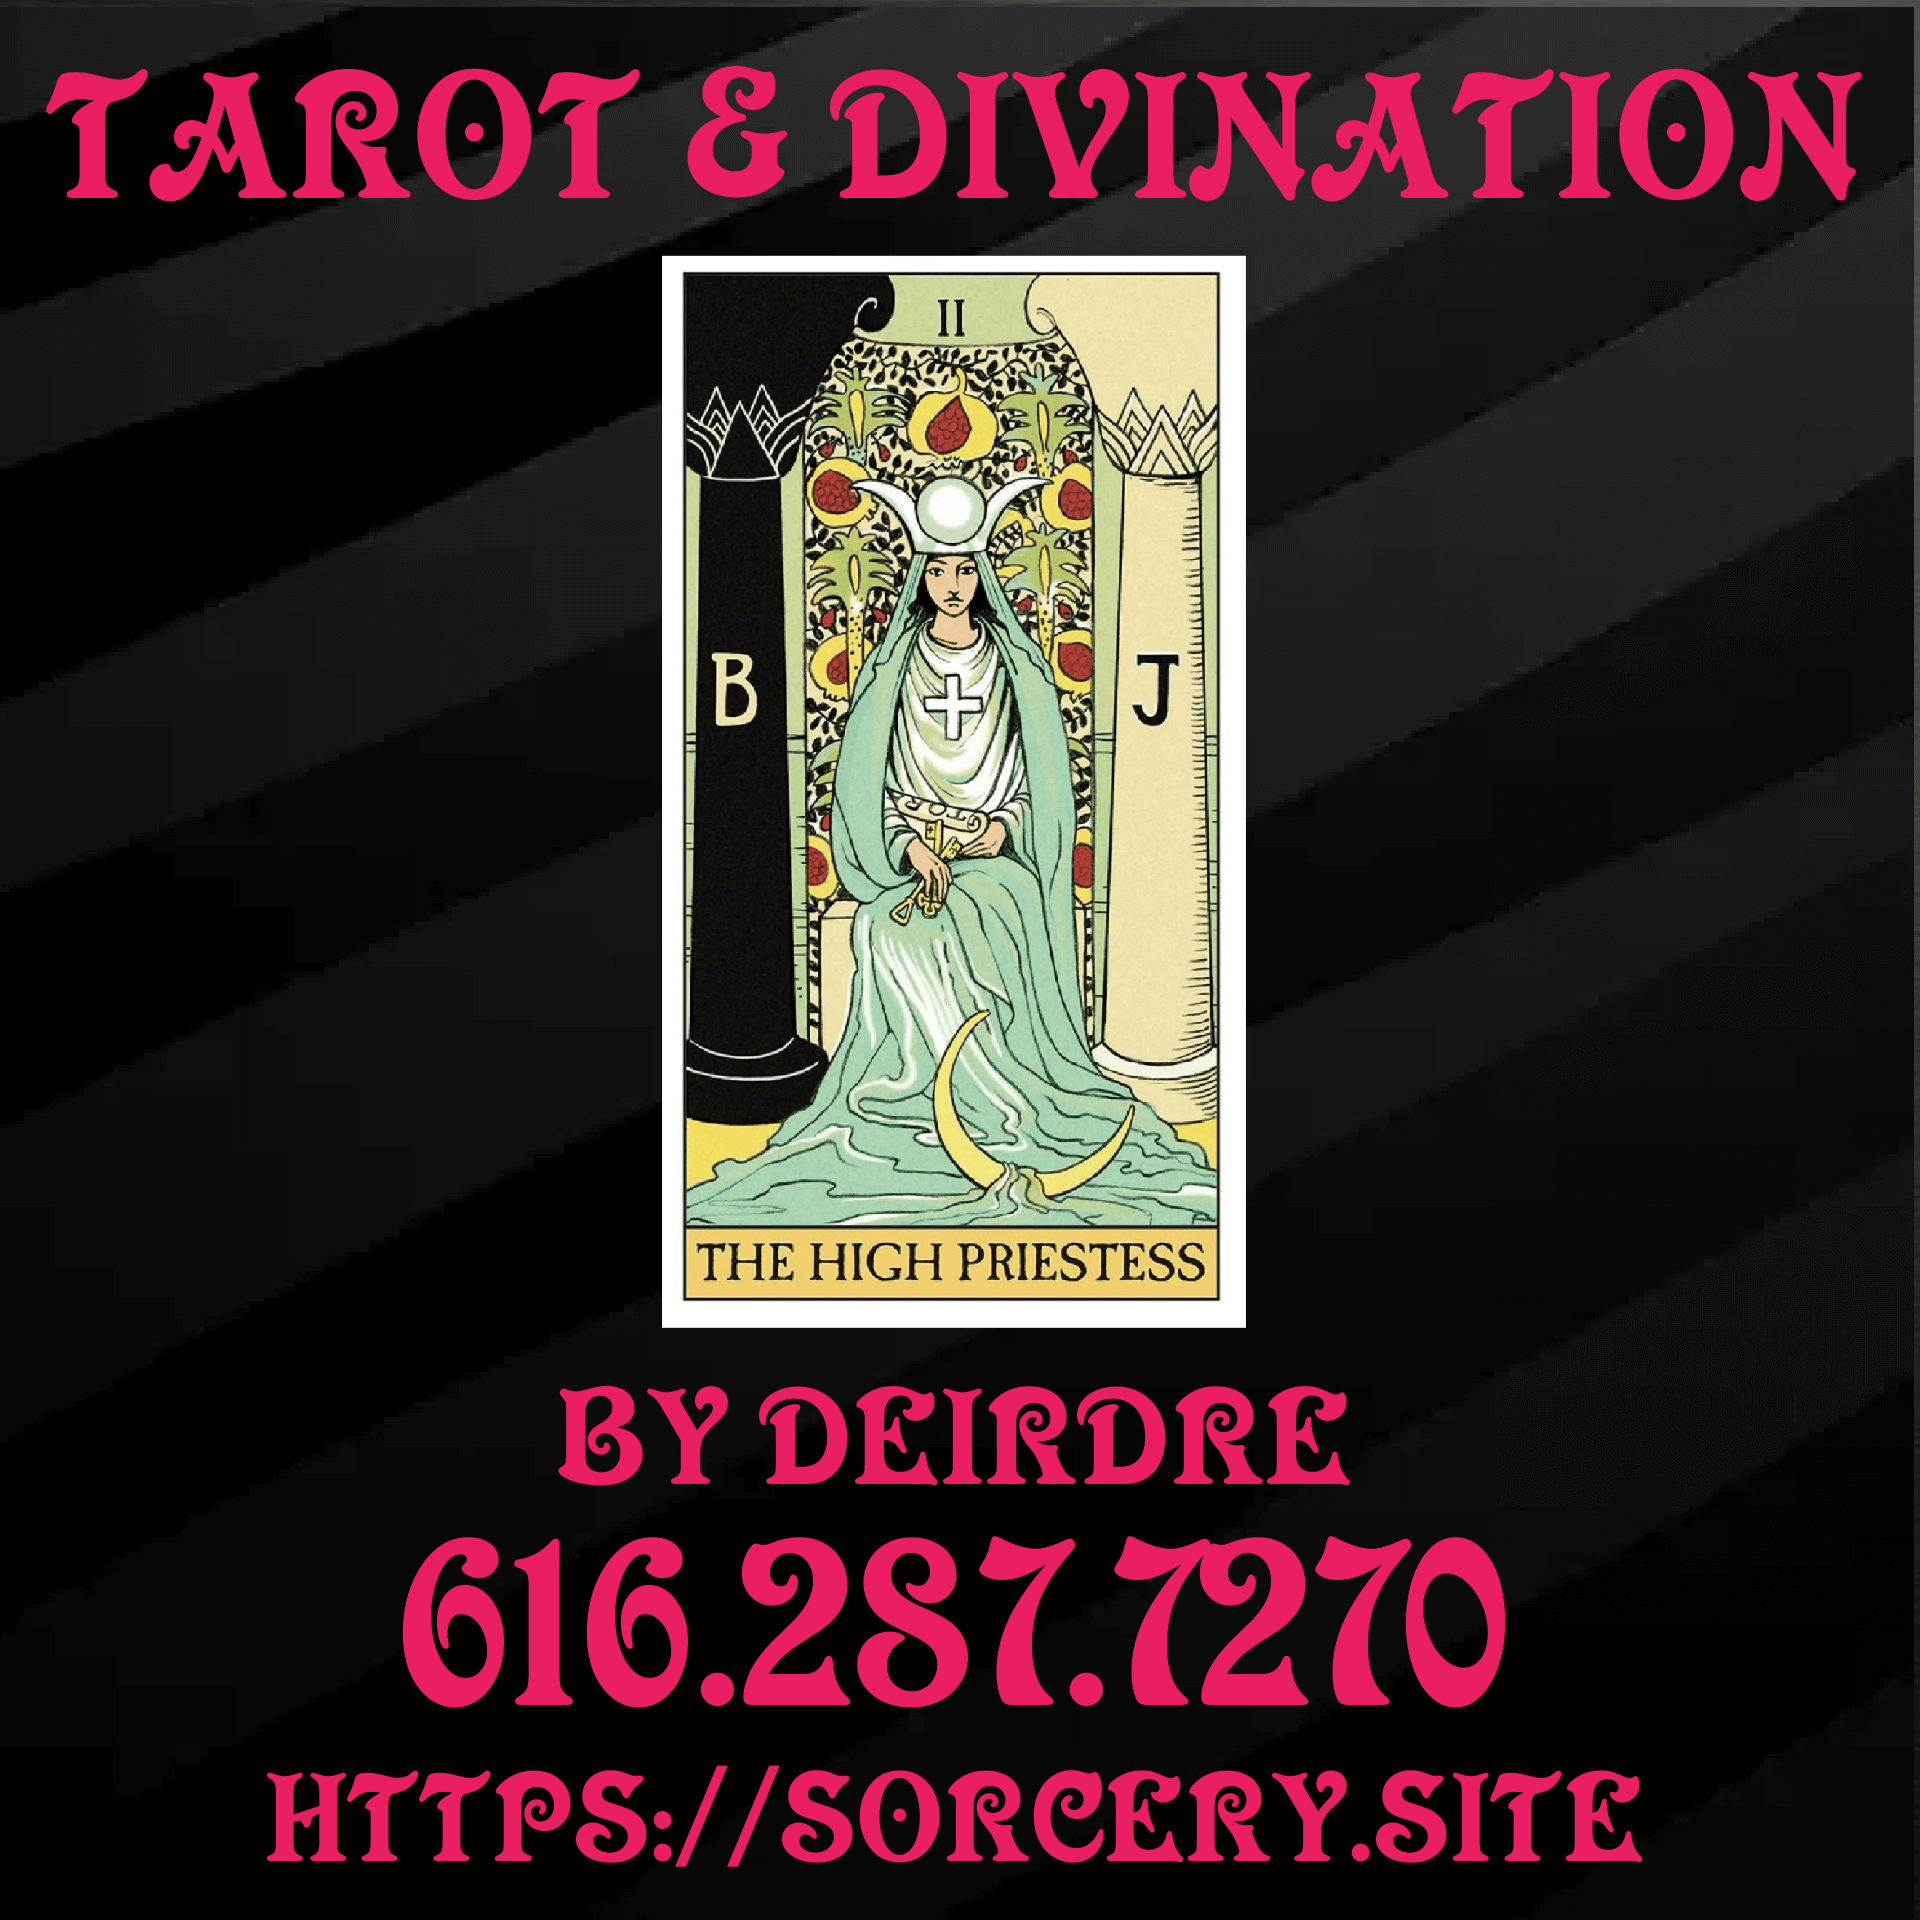 TAROT & DIVINATION
II
B J
THE HIGH PRIESTESS
BY DEIRDRE
616.287.7270
HTTPS://SORCERY.SITE